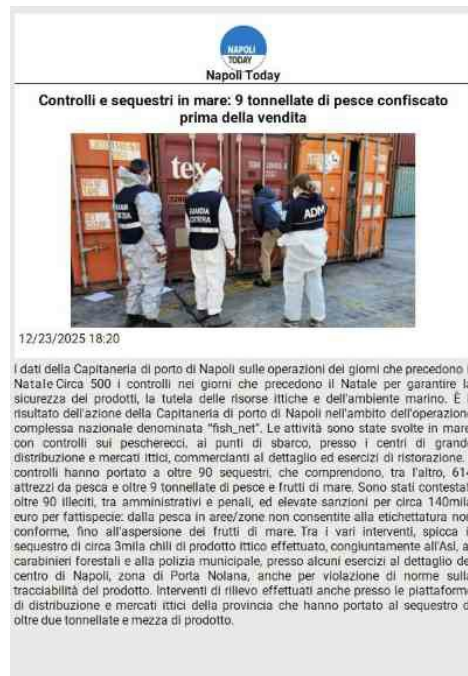 NAPOLI
TODAY
Napoli Today
Controlli e sequestri in mare: 9 tonnellate di pesce confiscato
prima della vendita
tex
GUARDIA
COSTIERA
ADM
12/23/2025 18:20
I dati della Capitaneria di porto di Napoli sulle operazioni dei giorni che precedono i
Natale Circa 500 i controlli nei giorni che precedono il Natale per garantire la
sicurezza dei prodotti, la tutela delle risorse ittiche e dell'ambiente marino. È i
risultato dell'azione della Capitaneria di porto di Napoli nell'ambito dell'operazione
complessa nazionale denominata "fish_net". Le attività sono state svolte in mare
con controlli sui pescherecci, ai punti di sbarco, presso i centri di grande
distribuzione e mercati ittici, commercianti al dettaglio ed esercizi di ristorazione.
controlli hanno portato a oltre 90 sequestri, che comprendono, tra l'altro, 614
attrezzi da pesca e oltre 9 tonnellate di pesce e frutti di mare. Sono stati contestat
oltre 90 illeciti, tra amministrativi e penali, ed elevate sanzioni per circa 140mila
euro per fattispecie: dalla pesca in aree/zone non consentite alla etichettatura non
conforme, fino all'aspersione dei frutti di mare. Tra i vari interventi, spicca i
sequestro di circa 3mila chili di prodotto ittico effettuato, congiuntamente all'Asl, a
carabinieri forestali e alla polizia municipale, presso alcuni esercizi al dettaglio de
centro di Napoli, zona di Porta Nolana, anche per violazione di norme sulla
tracciabilità del prodotto. Interventi di rilievo effettuati anche presso le piattaforme
di distribuzione e mercati ittici della provincia che hanno portato al sequestro d
oltre due tonnellate e mezza di prodotto.